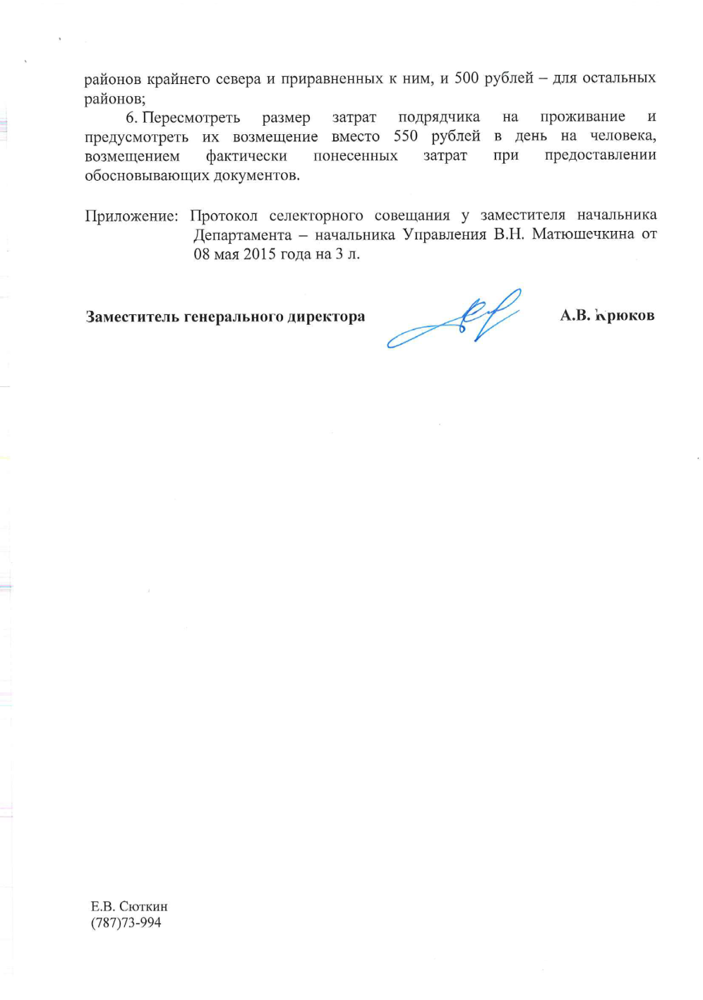 районов крайнего севера и приравненных к ним, и 500 рублей – для остальных
районов;
6. Пересмотреть размер затрат подрядчика на проживание и
предусмотреть их возмещение вместо 550 рублей в день на человека,
возмещением фактически понесенных затрат при предоставлении
обосновывающих документов.
Приложение: Протокол селекторного совещания у заместителя начальника
Департамента – начальника Управления В.Н. Матюшечкина от
08 мая 2015 года на 3 л.
Заместитель генерального директора А.В. Крюков
Е.В. Сюткин
(787)73-994